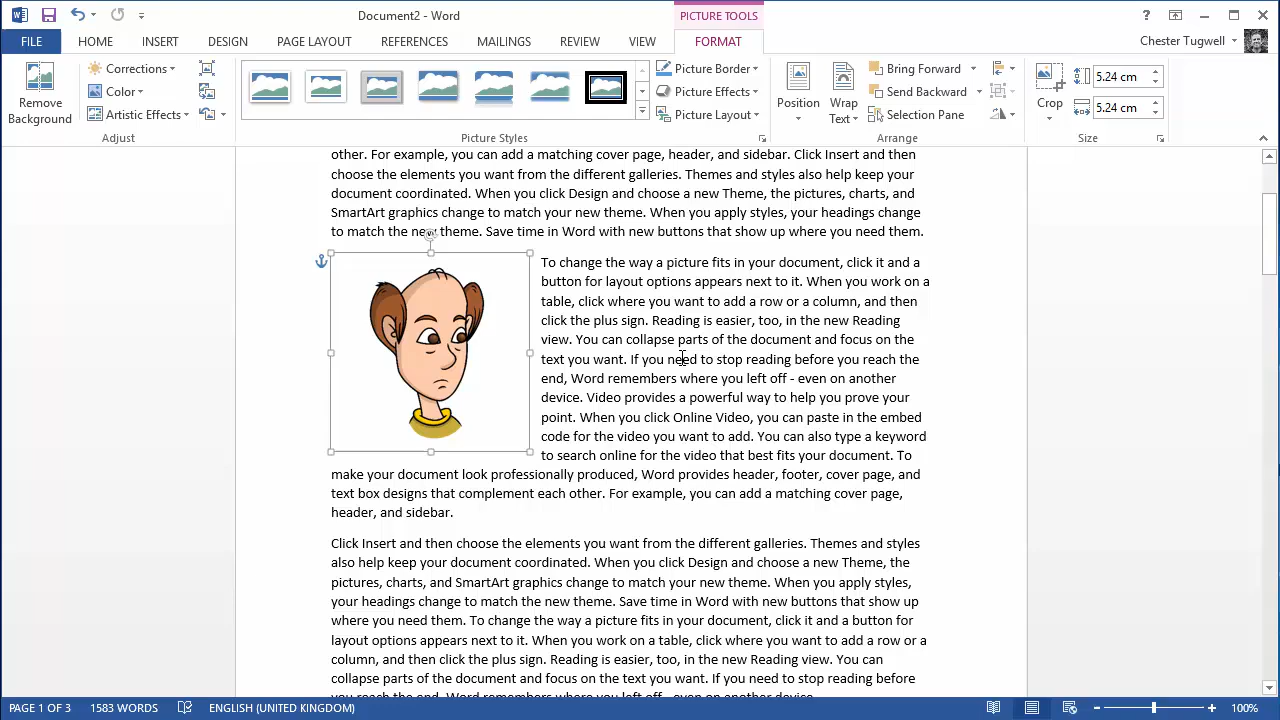 Document2 - Word
PICTURE TOOLS
?
FILE HOME INSERT DESIGN PAGE LAYOUT REFERENCES MAILINGS REVIEW VIEW FORMAT Chester Tugwell
Remove Background
Corrections
Color
Artistic Effects
Adjust
Picture Styles
Picture Border
Picture Effects
Picture Layout
Position
Wrap Text
Bring Forward
Send Backward
Selection Pane
Arrange
Crop
5.24 cm
5.24 cm
Size
other. For example, you can add a matching cover page, header, and sidebar. Click Insert and then
choose the elements you want from the different galleries. Themes and styles also help keep your
document coordinated. When you click Design and choose a new Theme, the pictures, charts, and
SmartArt graphics change to match your new theme. When you apply styles, your headings change
to match the new theme. Save time in Word with new buttons that show up where you need them.
To change the way a picture fits in your document, click it and a
button for layout options appears next to it. When you work on a
table, click where you want to add a row or a column, and then
click the plus sign. Reading is easier, too, in the new Reading
view. You can collapse parts of the document and focus on the
text you want. If you need to stop reading before you reach the
end, Word remembers where you left off - even on another
device. Video provides a powerful way to help you prove your
point. When you click Online Video, you can paste in the embed
code for the video you want to add. You can also type a keyword
to search online for the video that best fits your document. To
make your document look professionally produced, Word provides header, footer, cover page, and
text box designs that complement each other. For example, you can add a matching cover page,
header, and sidebar.
Click Insert and then choose the elements you want from the different galleries. Themes and styles
also help keep your document coordinated. When you click Design and choose a new Theme, the
pictures, charts, and SmartArt graphics change to match your new theme. When you apply styles,
your headings change to match the new theme. Save time in Word with new buttons that show up
where you need them. To change the way a picture fits in your document, click it and a button for
layout options appears next to it. When you work on a table, click where you want to add a row or a
column, and then click the plus sign. Reading is easier, too, in the new Reading view. You can
collapse parts of the document and focus on the text you want. If you need to stop reading before
you reach the end, Word remembers where you left off - even on another device.
PAGE 1 OF 3 1583 WORDS ENGLISH (UNITED KINGDOM) 100%